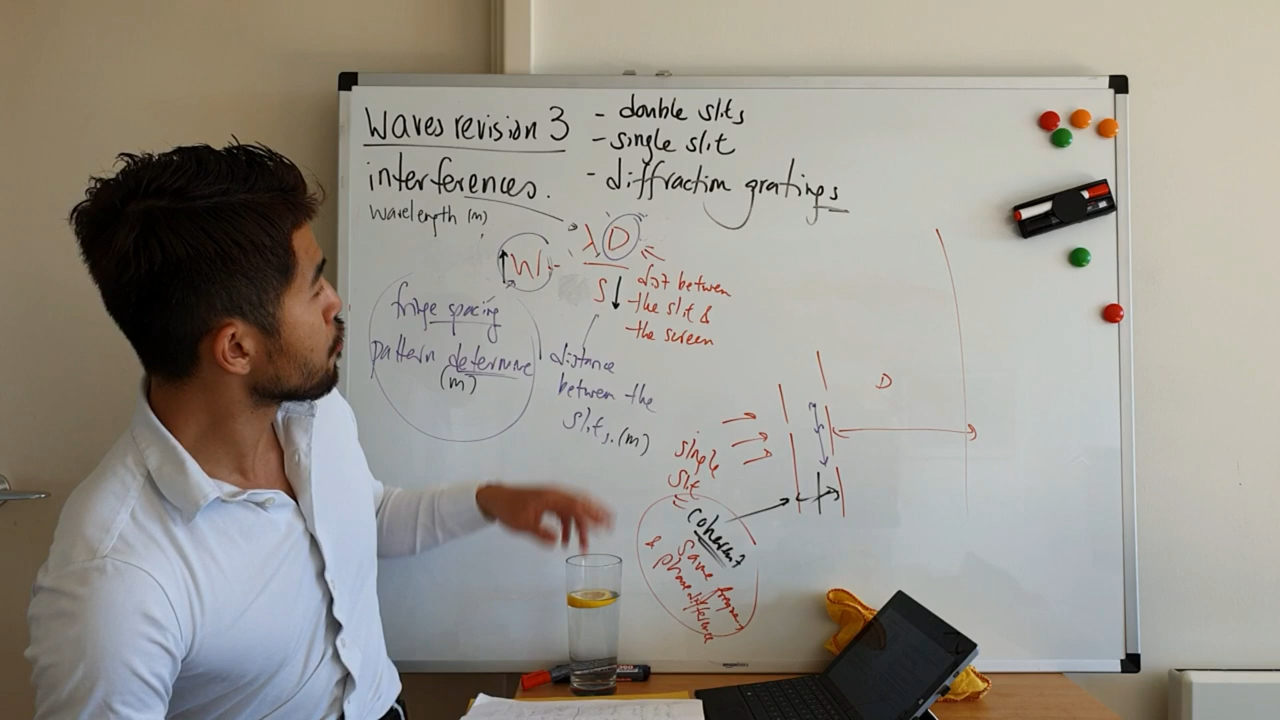 Waves revision 3
- double slits
- single slit
- diffraction gratings
interferences.
Wavelength (m)
W = λD
S
dist between
the slit &
the screen
fringe spacing
pattern determine
(m)
distance
between the
slits. (m)
D
single
slit
coherent
same frequency
& phase difference